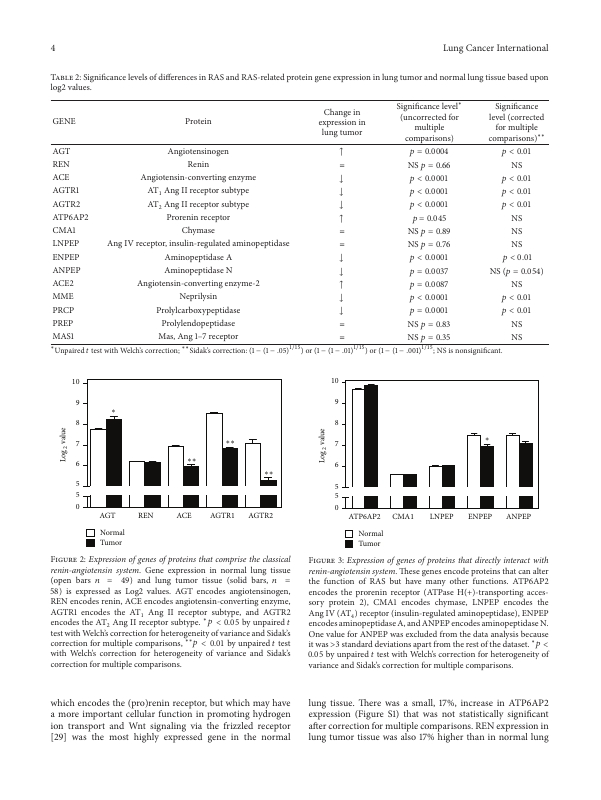 4 Lung Cancer International
Table 2: Significance levels of differences in RAS and RAS-related protein gene expression in lung tumor and normal lung tissue based upon
log2 values.
GENE Protein Change in expression in lung tumor Significance level* (uncorrected for multiple comparisons) Significance level (corrected for multiple comparisons)**
AGT Angiotensinogen ↑ p = 0.0004 p < 0.01
REN Renin = NS p = 0.66 NS
ACE Angiotensin-converting enzyme ↓ p < 0.0001 p < 0.01
AGTR1 AT1 Ang II receptor subtype ↓ p < 0.0001 p < 0.01
AGTR2 AT2 Ang II receptor subtype ↓ p < 0.0001 p < 0.01
ATP6AP2 Prorenin receptor ↑ p = 0.045 NS
CMA1 Chymase = NS p = 0.89 NS
LNPEP Ang IV receptor, insulin-regulated aminopeptidase = NS p = 0.76 NS
ENPEP Aminopeptidase A ↓ p < 0.0001 p < 0.01
ANPEP Aminopeptidase N ↓ p = 0.0037 NS (p = 0.054)
ACE2 Angiotensin-converting enzyme-2 ↑ p = 0.0087 NS
MME Neprilysin ↓ p < 0.0001 p < 0.01
PRCP Prolylcarboxypeptidase ↓ p = 0.0001 p < 0.01
PREP Prolylendopeptidase = NS p = 0.83 NS
MAS1 Mas, Ang 1–7 receptor = NS p = 0.35 NS
*Unpaired t test with Welch's correction; **Sidak's correction: (1 − (1 − .05)^1/15) or (1 − (1 − .01)^1/15) or (1 − (1 − .001)^1/15; NS is nonsignificant.
Log2 value
10
9
8
7
6
5
5
0
*
**
**
**
AGT REN ACE AGTR1 AGTR2
Normal
Tumor
Figure 2: Expression of genes of proteins that comprise the classical
renin-angiotensin system. Gene expression in normal lung tissue
(open bars n = 49) and lung tumor tissue (solid bars, n =
58) is expressed as Log2 values. AGT encodes angiotensinogen,
REN encodes renin, ACE encodes angiotensin-converting enzyme,
AGTR1 encodes the AT1 Ang II receptor subtype, and AGTR2
encodes the AT2 Ang II receptor subtype. *p < 0.05 by unpaired t
test with Welch's correction for heterogeneity of variance and Sidak's
correction for multiple comparisons, **p < 0.01 by unpaired t test
with Welch's correction for heterogeneity of variance and Sidak's
correction for multiple comparisons.
Log2 value
10
9
8
7
6
5
5
0
*
ATP6AP2 CMA1 LNPEP ENPEP ANPEP
Normal
Tumor
Figure 3: Expression of genes of proteins that directly interact with
renin-angiotensin system. These genes encode proteins that can alter
the function of RAS but have many other functions. ATP6AP2
encodes the prorenin receptor (ATPase H(+)-transporting acces-
sory protein 2), CMA1 encodes chymase, LNPEP encodes the
Ang IV (AT4) receptor (insulin-regulated aminopeptidase), ENPEP
encodes aminopeptidase A, and ANPEP encodes aminopeptidase N.
One value for ANPEP was excluded from the data analysis because
it was >3 standard deviations apart from the rest of the dataset. *p <
0.05 by unpaired t test with Welch's correction for heterogeneity of
variance and Sidak's correction for multiple comparisons.
which encodes the (pro)renin receptor, but which may have
a more important cellular function in promoting hydrogen
ion transport and Wnt signaling via the frizzled receptor
[29] was the most highly expressed gene in the normal
lung tissue. There was a small, 17%, increase in ATP6AP2
expression (Figure S1) that was not statistically significant
after correction for multiple comparisons. REN expression in
lung tumor tissue was also 17% higher than in normal lung